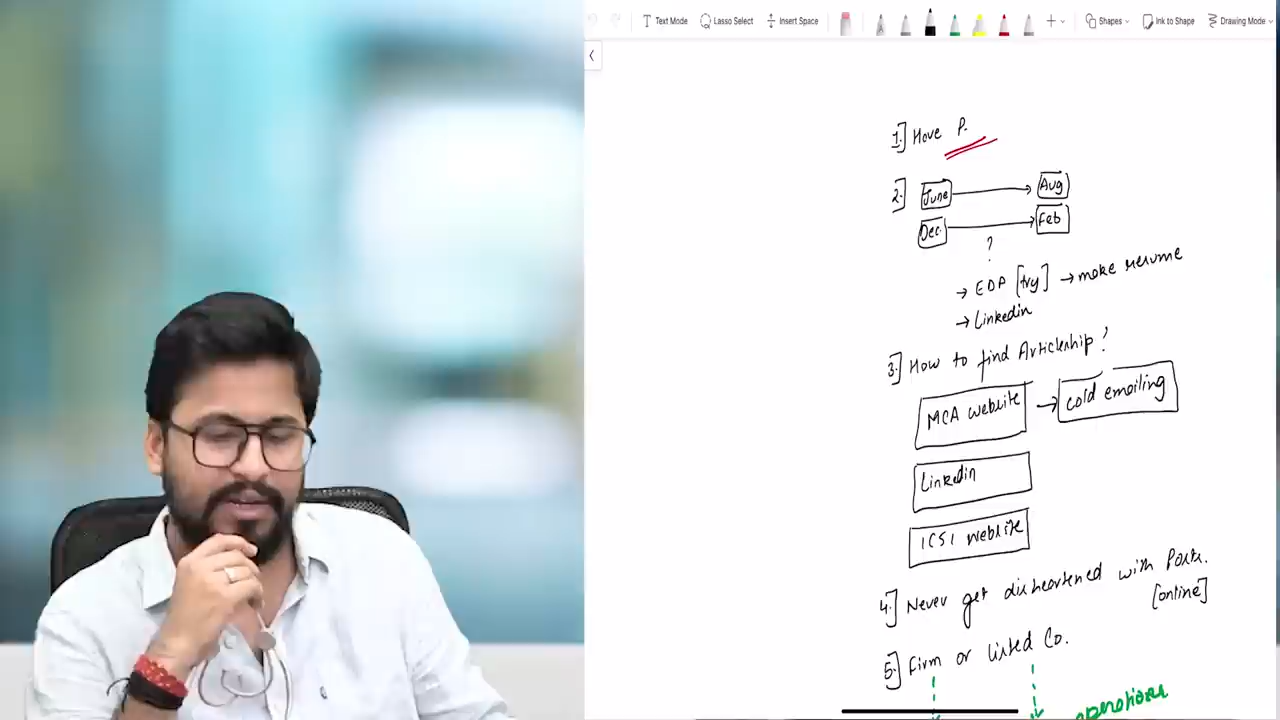 Text Mode
Lasso Select
Insert Space
Shapes
Ink to Shape
Drawing Mode
1.] Have P.
2.] June → Aug
Dec. → Feb
?
→ EDP [try] → make resume
→ Linkedin
3.] How to find Articleship?
MCA website → cold emailing
Linkedin
ICSI website
4.] Never get disheartened with Posts.
[online]
5.] Firm or listed Co.
operations